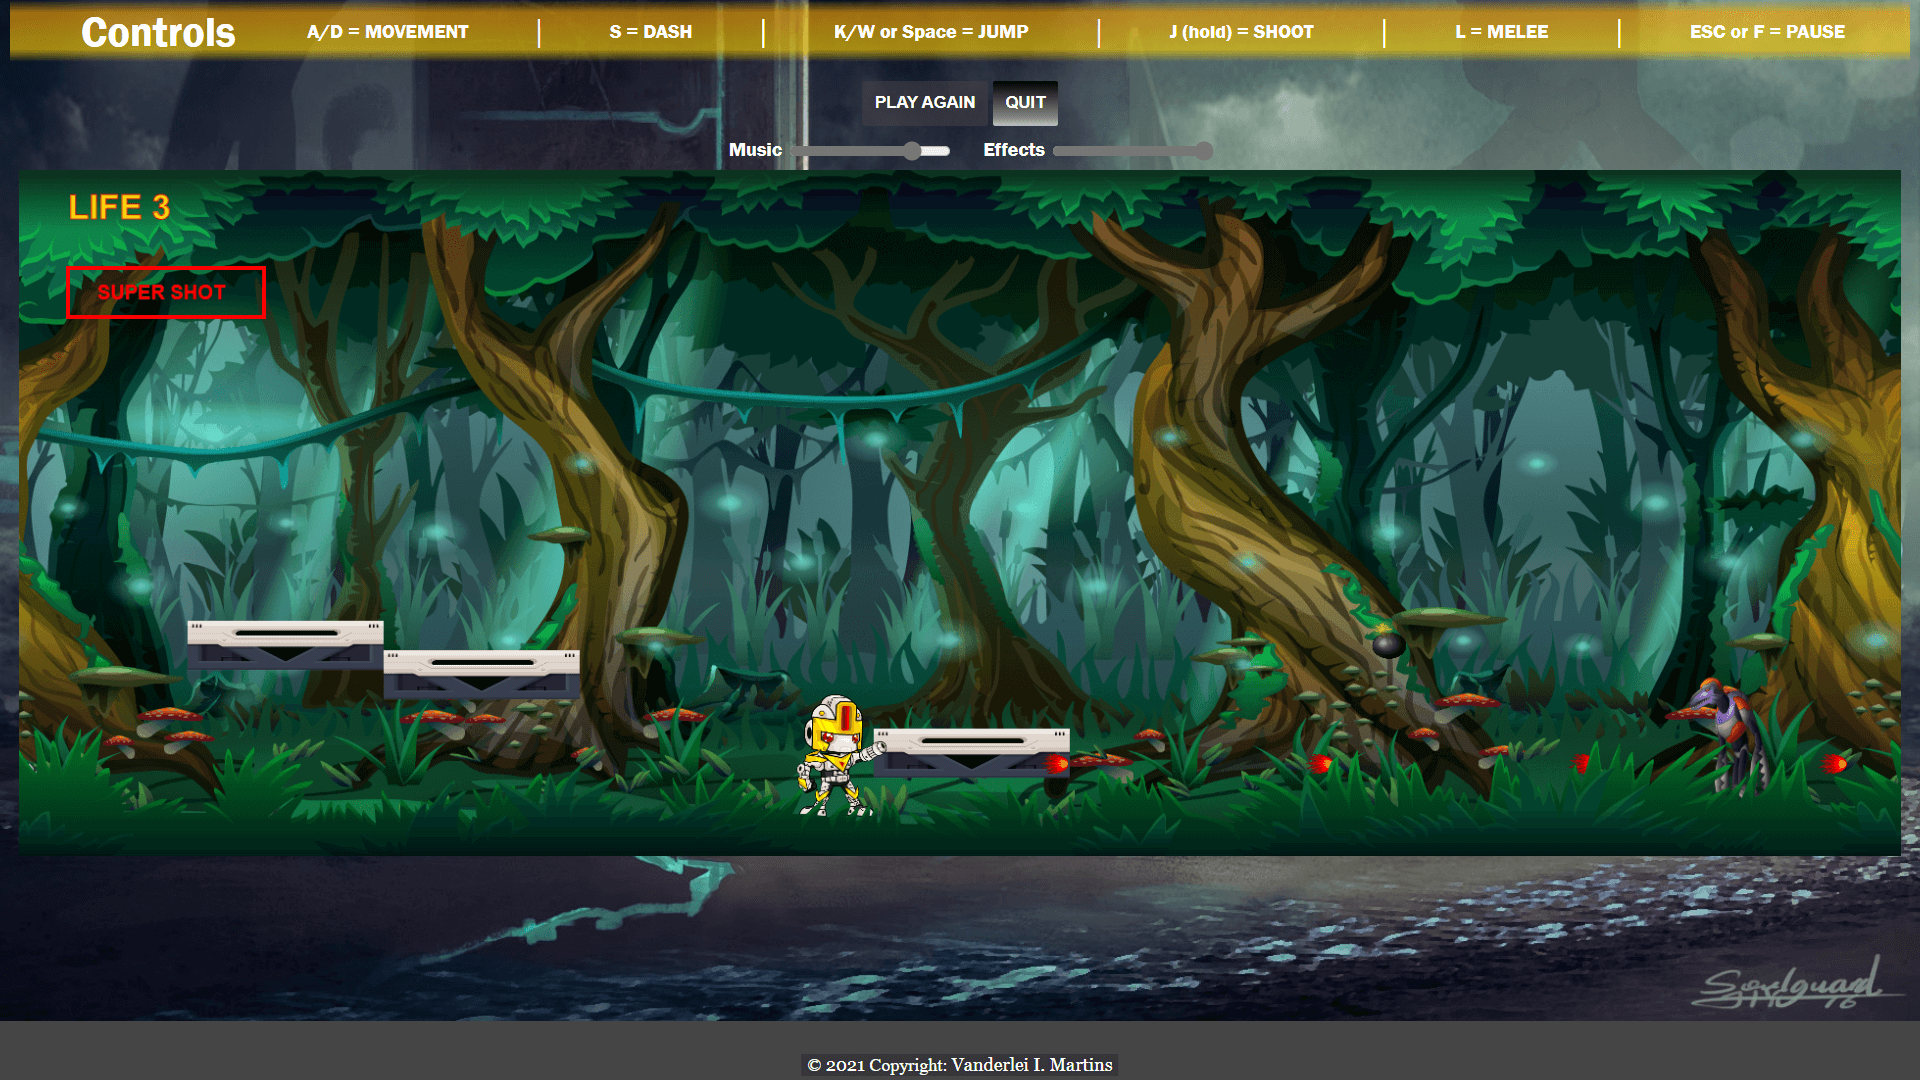 Controls
A/D = MOVEMENT
|
S = DASH
|
K/W or Space = JUMP
|
J (hold) = SHOOT
|
L = MELEE
|
ESC or F = PAUSE
PLAY AGAIN
QUIT
Music
Effects
LIFE 3
SUPER SHOT
© 2021 Copyright: Vanderlei I. Martins